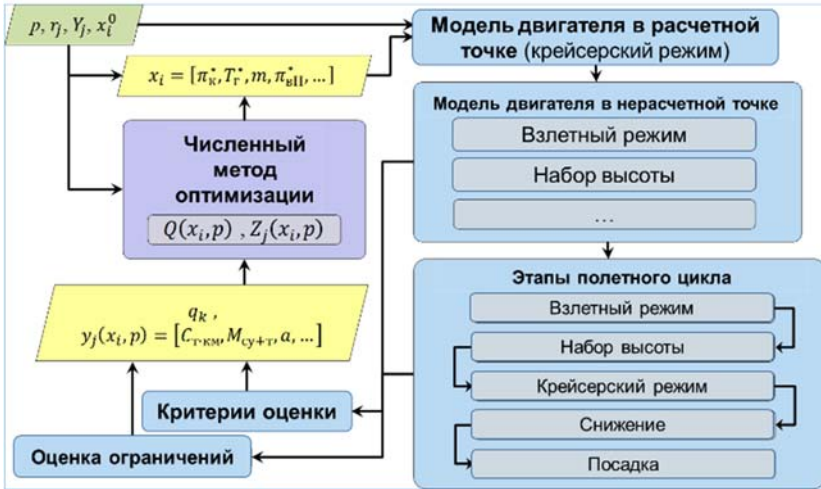 p, r_j, Y_j, x_i^0
x_i = [π_к^*, T_г^*, m, π_вII^*, …]
Численный
метод
оптимизации
Q(x_i,p) , Z_j(x_i,p)
q_k ,
y_j(x_i,p) = [C_т·км, M_су+т, a, …]
Критерии оценки
Оценка ограничений
Модель двигателя в расчетной
точке (крейсерский режим)
Модель двигателя в нерасчетной точке
Взлетный режим
Набор высоты
…
Этапы полетного цикла
Взлетный режим
Набор высоты
Крейсерский режим
Снижение
Посадка